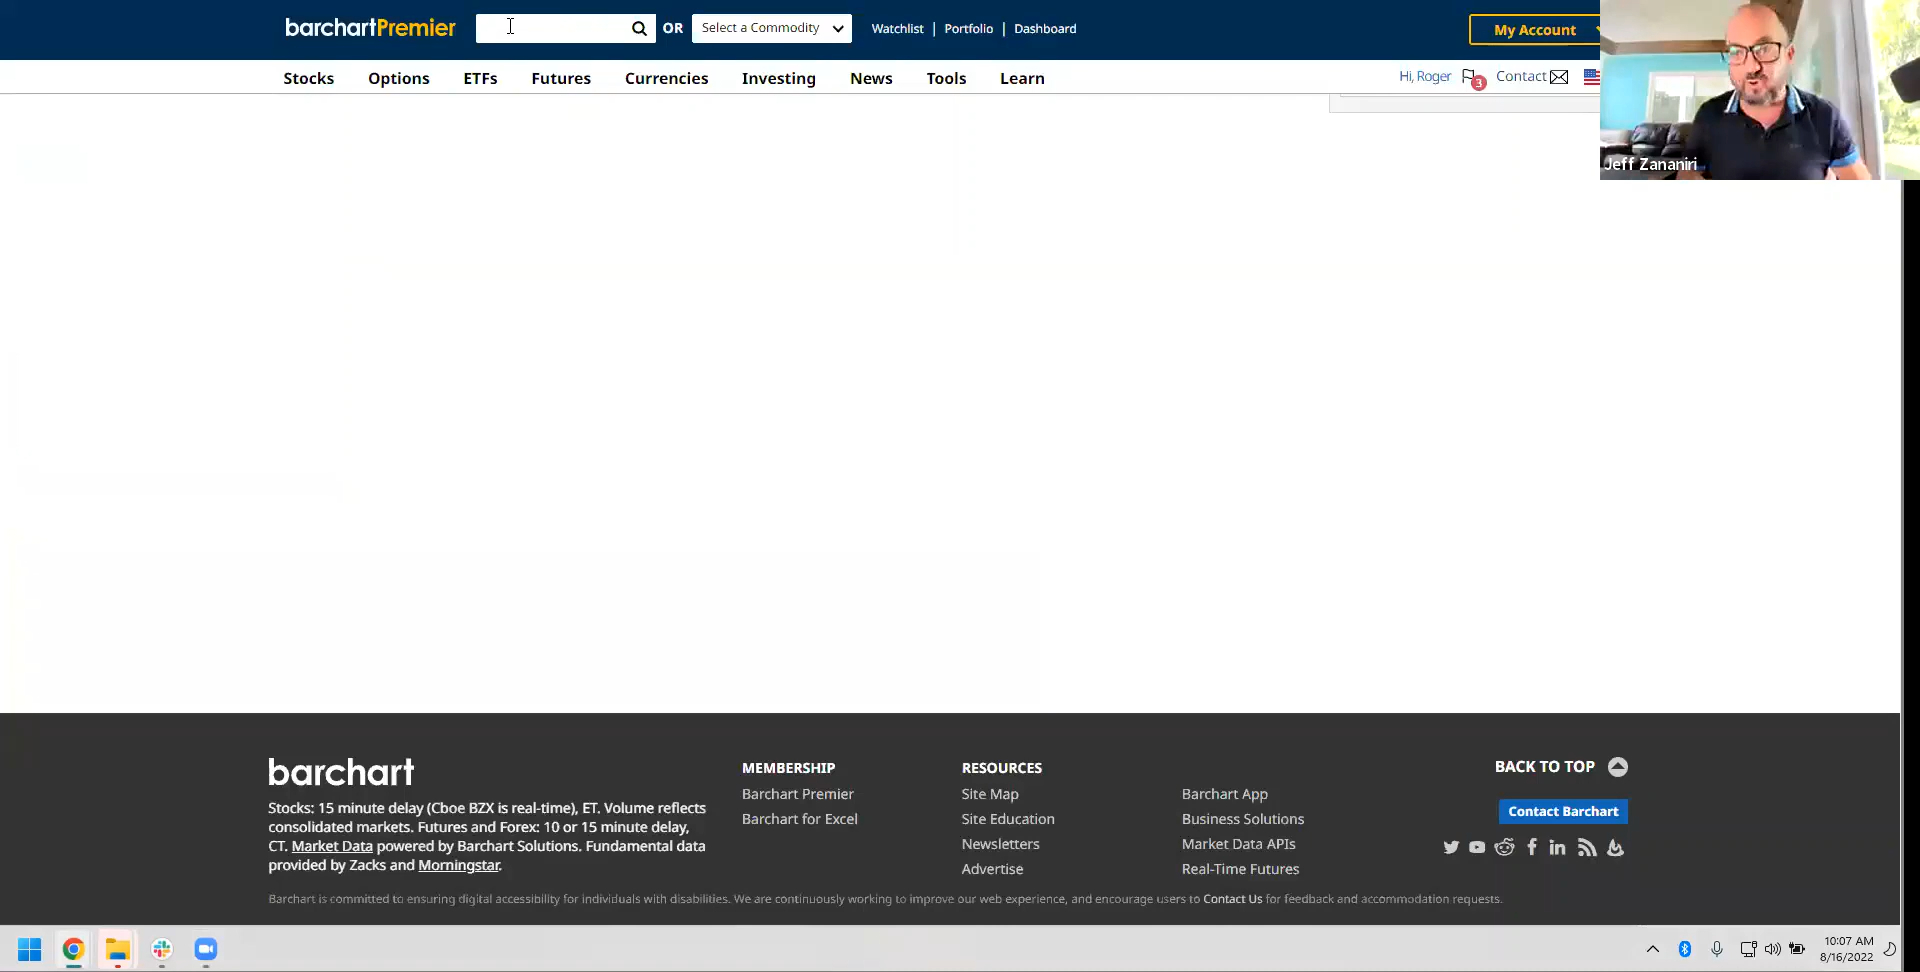 barchartPremier
OR
Select a Commodity
Watchlist | Portfolio | Dashboard
My Account
Stocks
Options
ETFs
Futures
Currencies
Investing
News
Tools
Learn
Hi, Roger
3
Contact
Jeff Zananiri
barchart
Stocks: 15 minute delay (Cboe BZX is real-time), ET. Volume reflects
consolidated markets. Futures and Forex: 10 or 15 minute delay,
CT. Market Data powered by Barchart Solutions. Fundamental data
provided by Zacks and Morningstar.
MEMBERSHIP
Barchart Premier
Barchart for Excel
RESOURCES
Site Map
Site Education
Newsletters
Advertise
Barchart App
Business Solutions
Market Data APIs
Real-Time Futures
BACK TO TOP
Contact Barchart
Barchart is committed to ensuring digital accessibility for individuals with disabilities. We are continuously working to improve our web experience, and encourage users to Contact Us for feedback and accommodation requests.
10:07 AM
8/16/2022